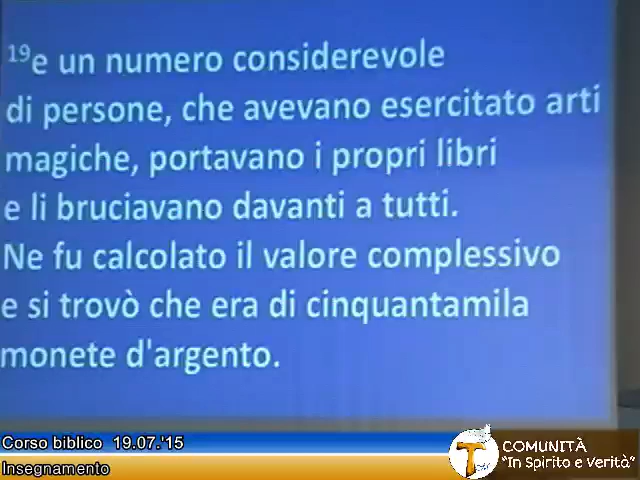 19e un numero considerevole
di persone, che avevano esercitato arti
magiche, portavano i propri libri
e li bruciavano davanti a tutti.
Ne fu calcolato il valore complessivo
e si trovò che era di cinquantamila
monete d'argento.
Corso biblico 19.07.'15
Insegnamento
COMUNITÀ
"In Spirito e Verità"